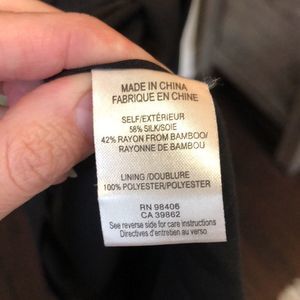 MADE IN CHINA
FABRIQUE EN CHINE
SELF/EXTÉRIEUR
58% SILK/SOIE
42% RAYON FROM BAMBOO/
RAYONNE DE BAMBOU
LINING /DOUBLURE
100% POLYESTER/POLYESTER
RN 98406
CA 39862
See reverse side for care instructions
Directives d'entretien au verso